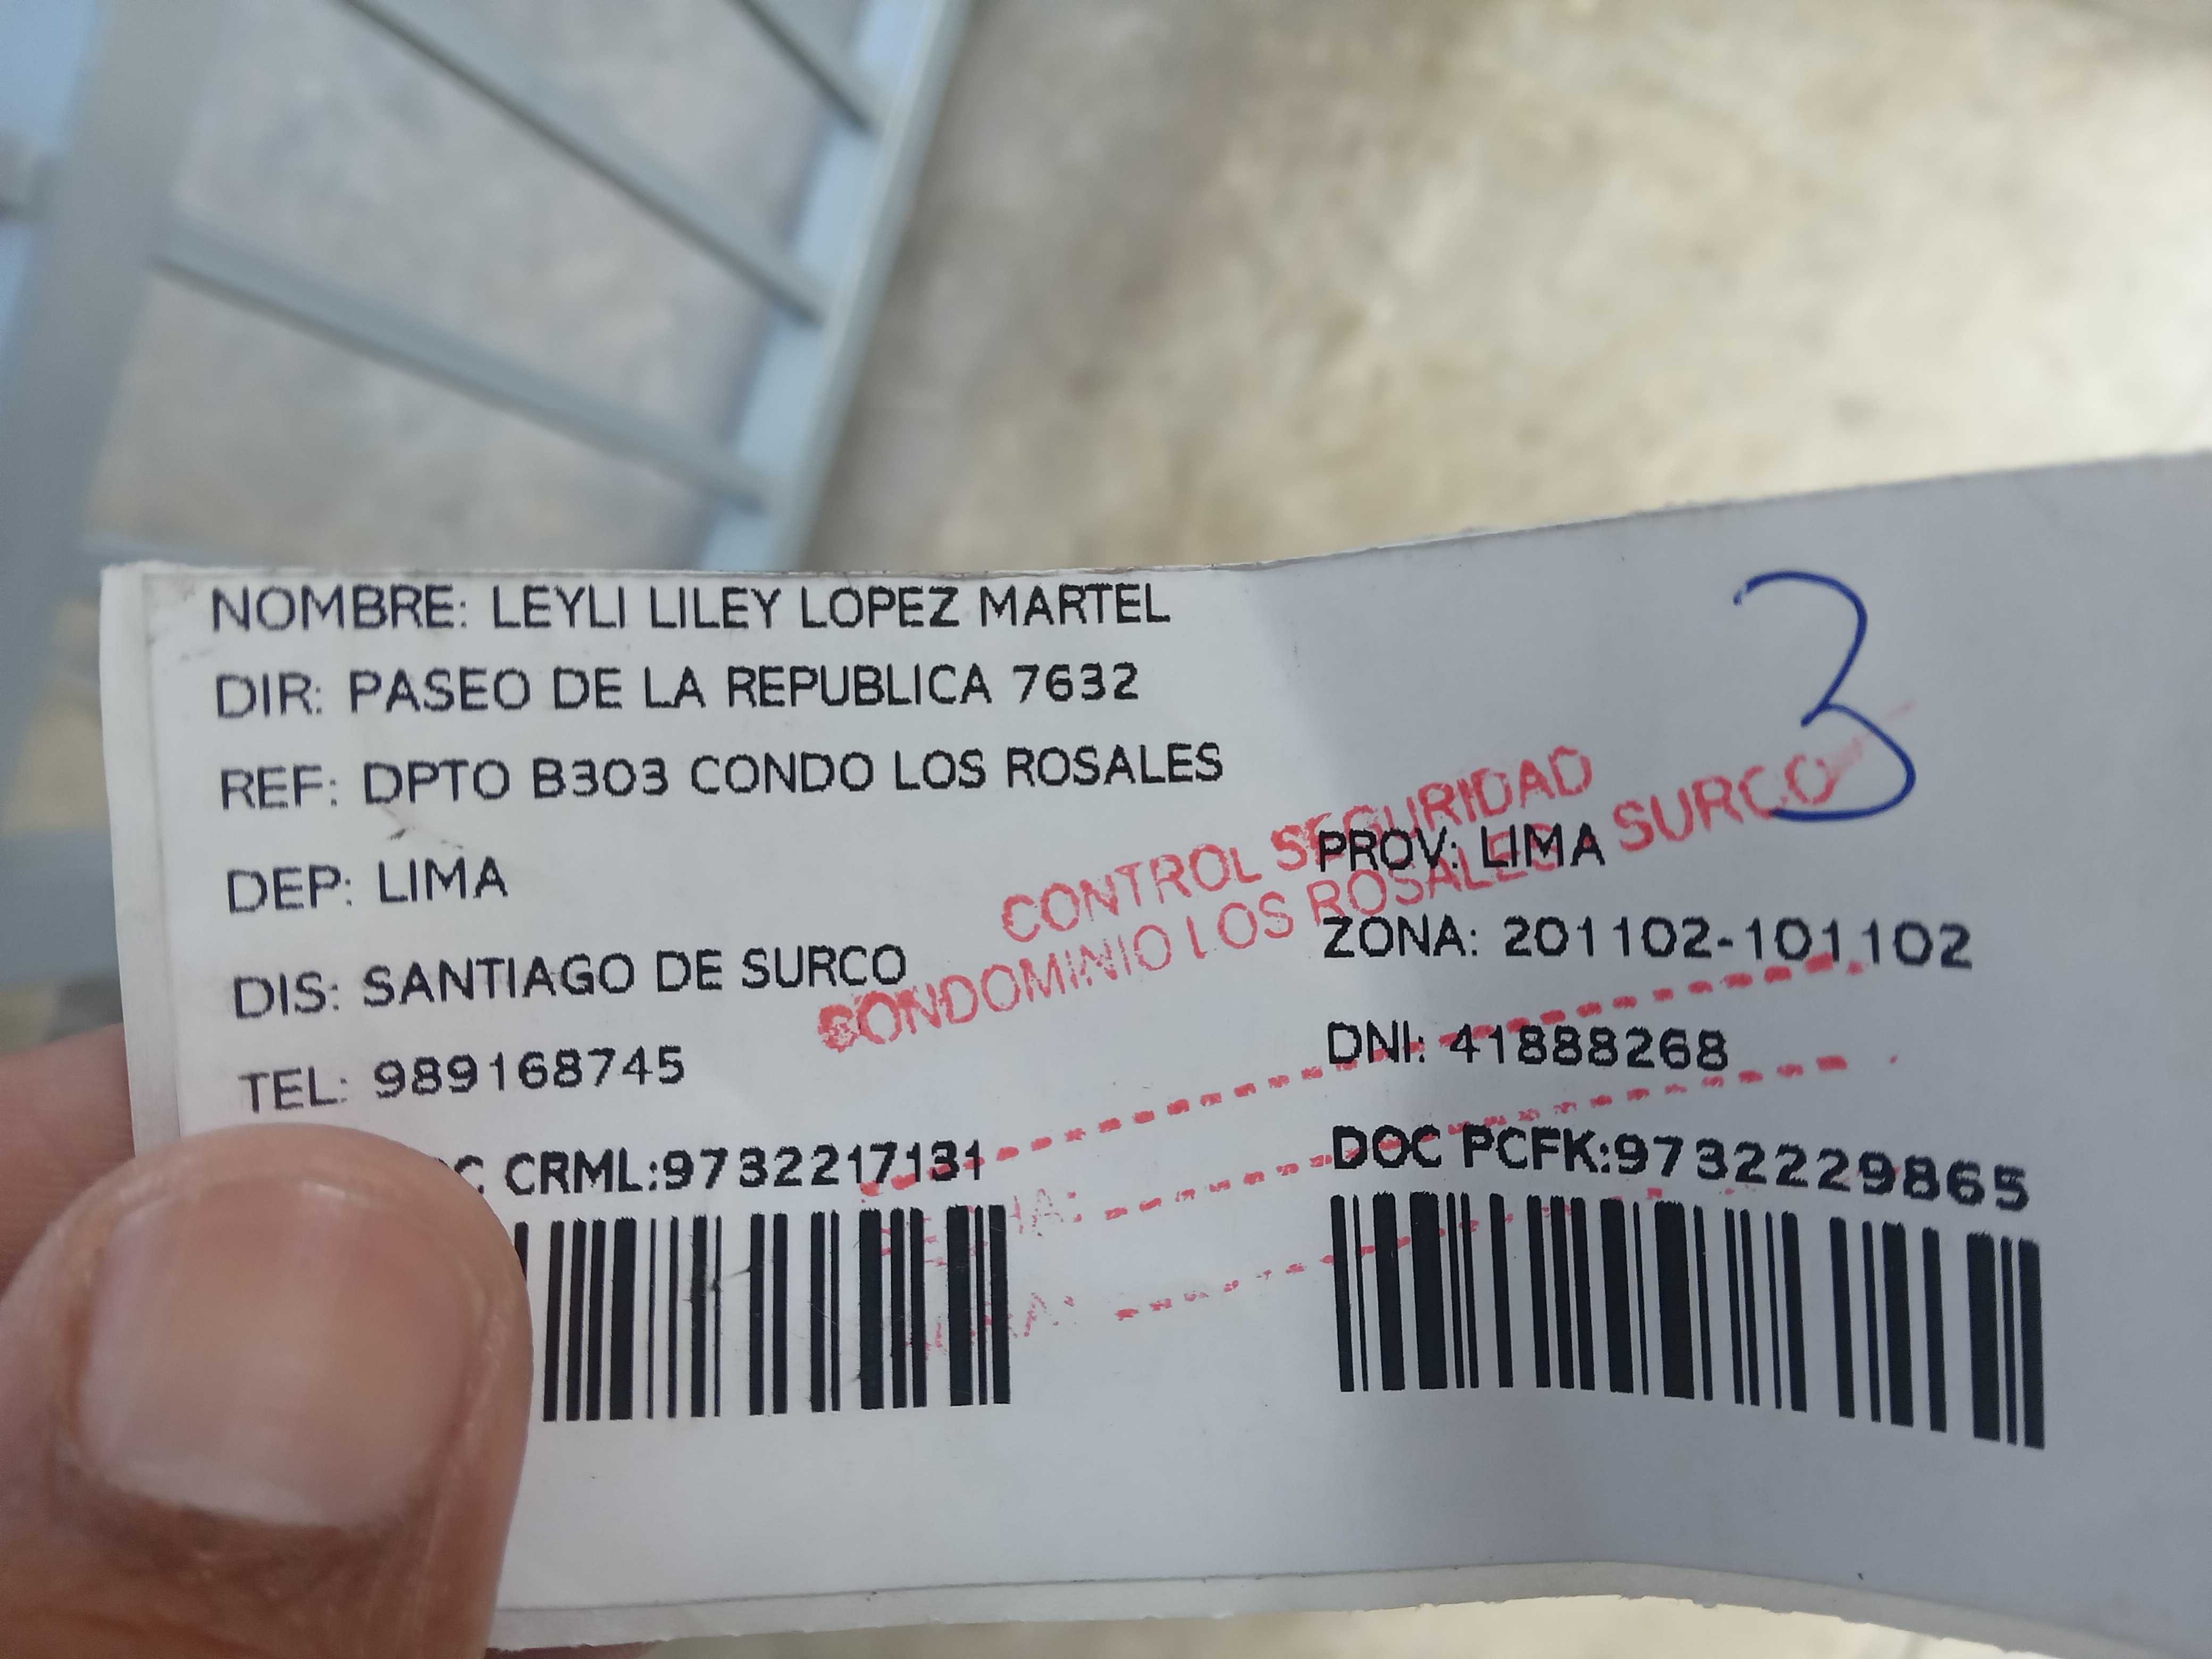 NOMBRE: LEYLI LILEY LOPEZ MARTEL
DIR: PASEO DE LA REPUBLICA 7632
REF: DPTO B303 CONDO LOS ROSALES
DEP: LIMA
PROV: LIMA
DIS: SANTIAGO DE SURCO
ZONA: 201102-101102
TEL: 989168745
DNI: 41888268
CRML:9732217131
DOC PCFK:9732229865
3
CONTROL SEGURIDAD
CONDOMINIO LOS ROSALES SURCO